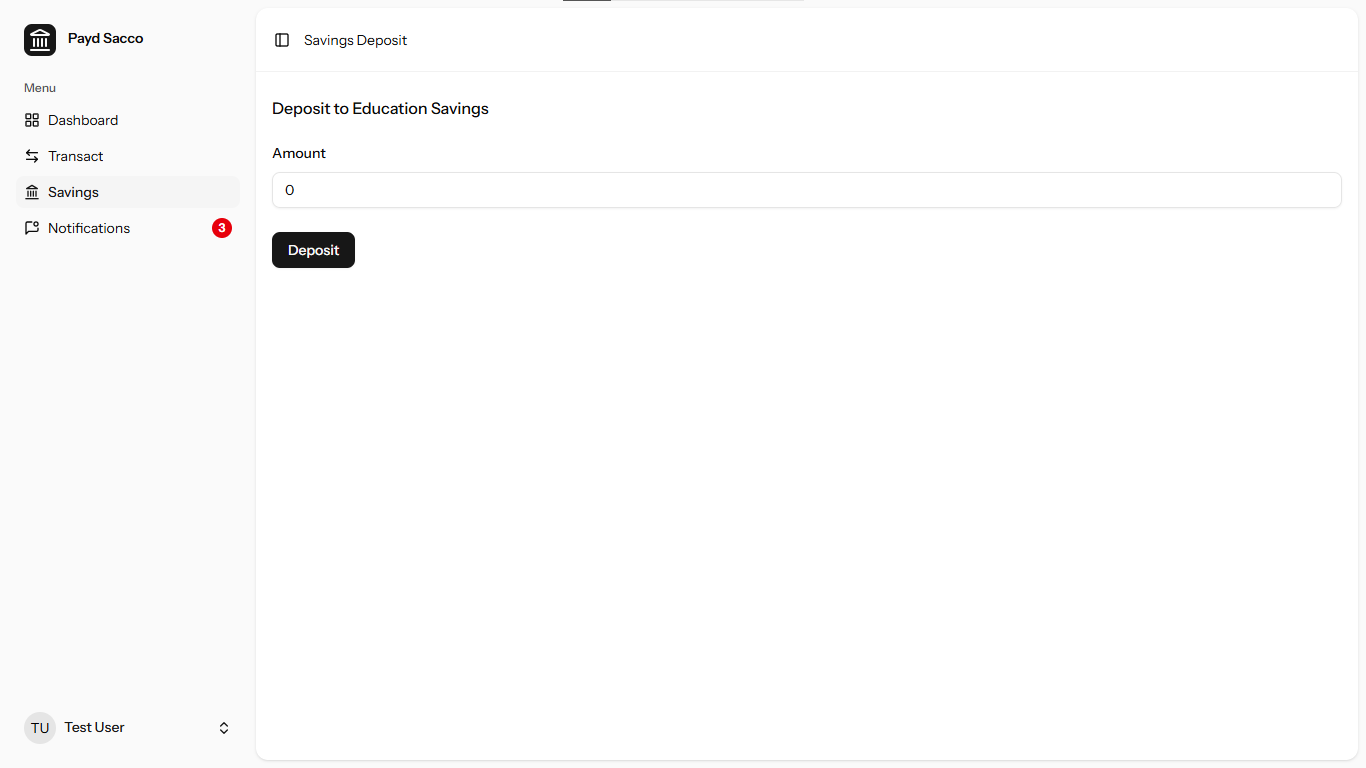 Payd Sacco
Menu
Dashboard
Transact
Savings
Notifications 3
TU Test User
Savings Deposit
Deposit to Education Savings
Amount
0
Deposit